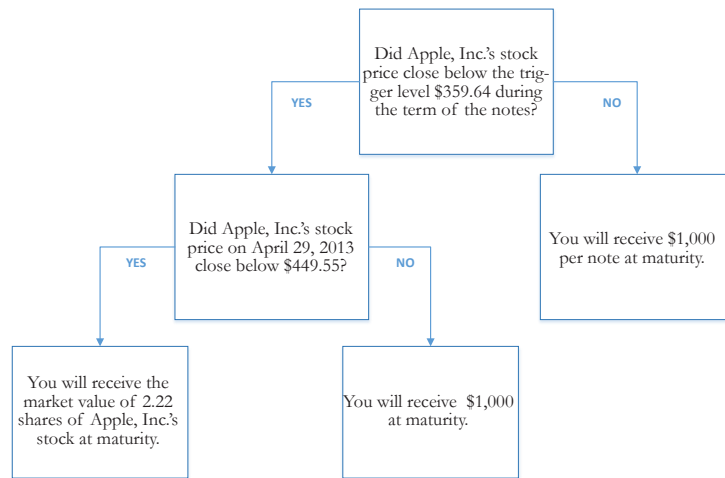 Did Apple, Inc.'s stock
price close below the trig-
ger level $359.64 during
the term of the notes?
YES
NO
Did Apple, Inc.'s stock
price on April 29, 2013
close below $449.55?
You will receive $1,000
per note at maturity.
YES
NO
You will receive the
market value of 2.22
shares of Apple, Inc.'s
stock at maturity.
You will receive $1,000
at maturity.